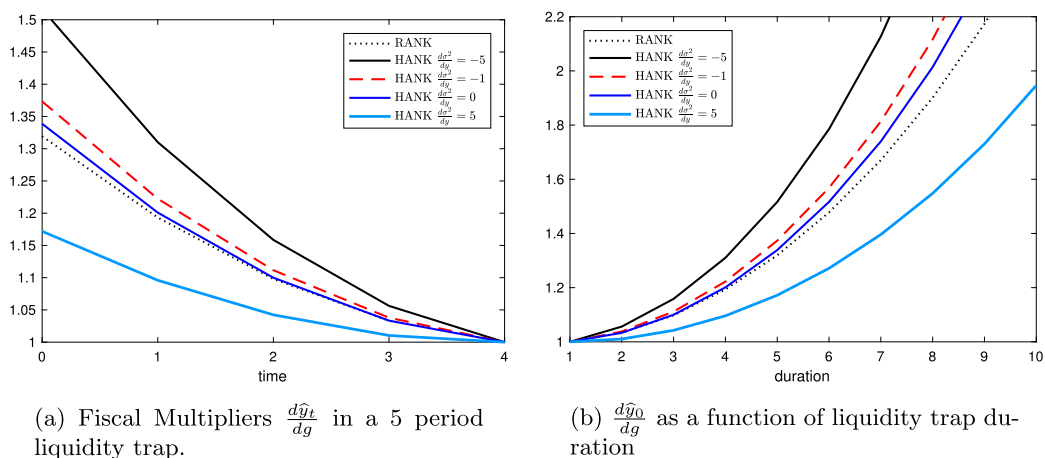 1.5
1.45
1.4
1.35
1.3
1.25
1.2
1.15
1.1
1.05
1
0 1 2 3 4
time
RANK
HANK dσ²/dy = −5
HANK dσ²/dy = −1
HANK dσ²/dy = 0
HANK dσ²/dy = 5
(a) Fiscal Multipliers dŷ_t/dg in a 5 period
liquidity trap.
2.2
2
1.8
1.6
1.4
1.2
1
1 2 3 4 5 6 7 8 9 10
duration
RANK
HANK dσ²/dy = −5
HANK dσ²/dy = −1
HANK dσ²/dy = 0
HANK dσ²/dy = 5
(b) dŷ₀/dg as a function of liquidity trap du-
ration